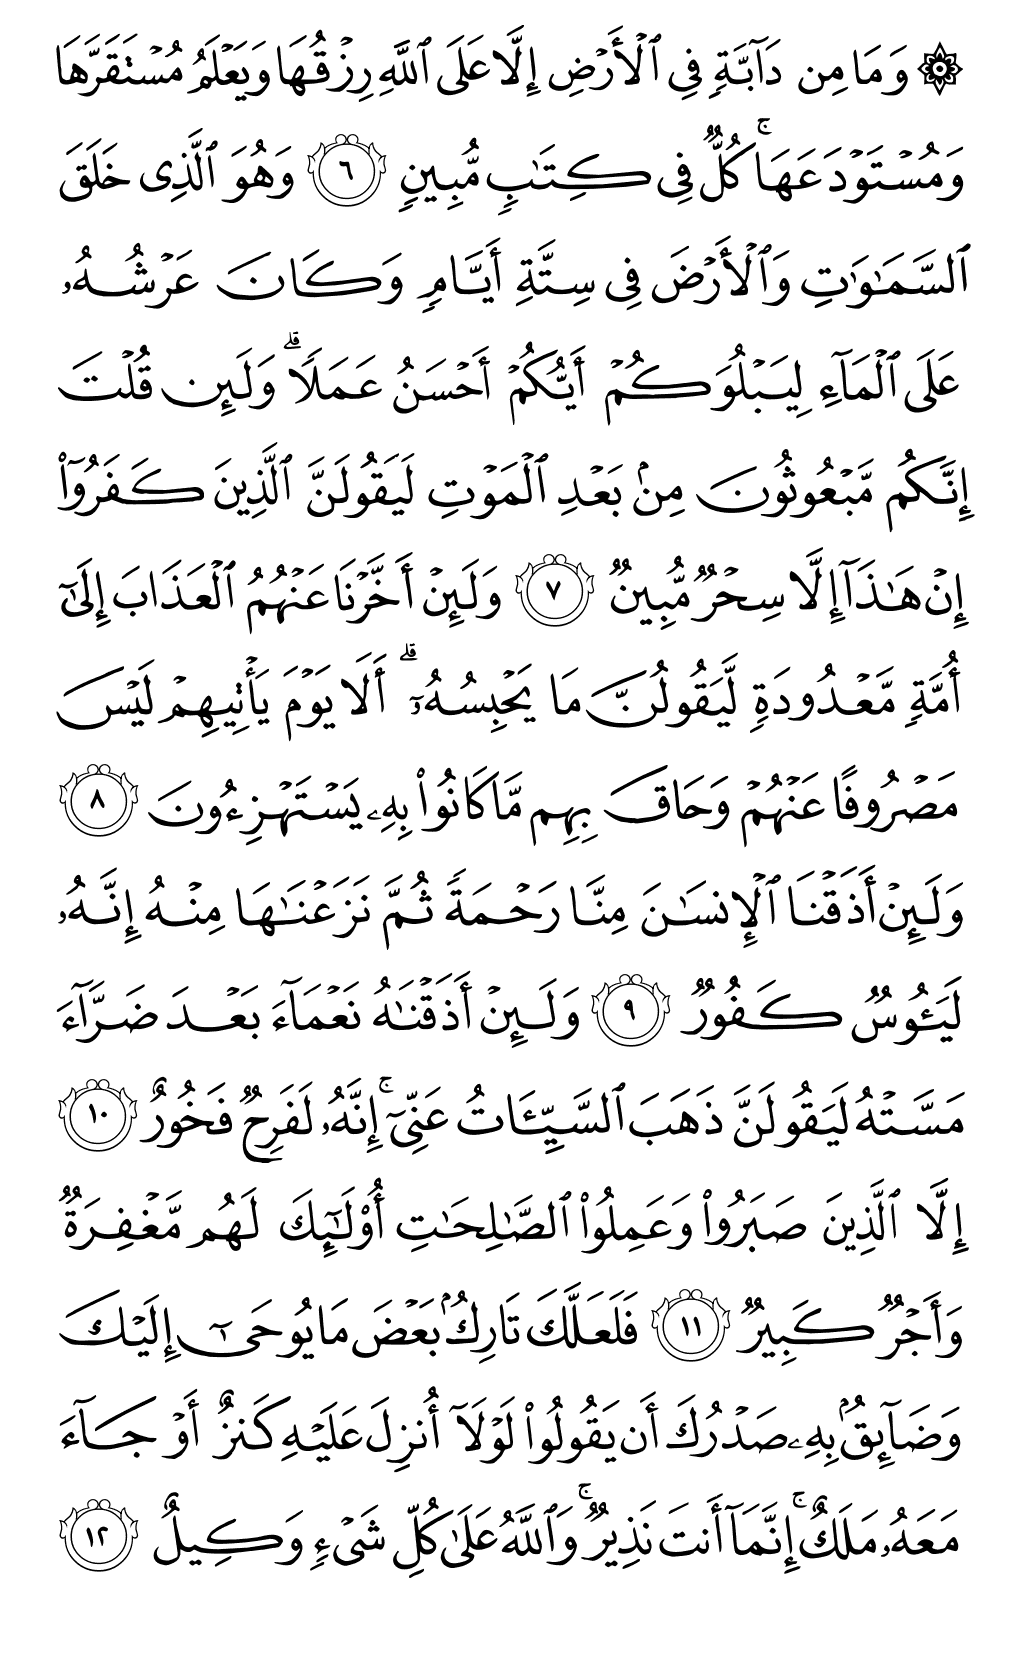 ۞ وَمَا مِن دَآبَّةٍ فِى ٱلْأَرْضِ إِلَّا عَلَى ٱللَّهِ رِزْقُهَا وَيَعْلَمُ مُسْتَقَرَّهَا
وَمُسْتَوْدَعَهَا ۚ كُلٌّ فِى كِتَـٰبٍ مُّبِينٍ ٦ وَهُوَ ٱلَّذِى خَلَقَ
ٱلسَّمَـٰوَٰتِ وَٱلْأَرْضَ فِى سِتَّةِ أَيَّامٍ وَكَانَ عَرْشُهُۥ
عَلَى ٱلْمَآءِ لِيَبْلُوَكُمْ أَيُّكُمْ أَحْسَنُ عَمَلًا ۗ وَلَئِن قُلْتَ
إِنَّكُم مَّبْعُوثُونَ مِنۢ بَعْدِ ٱلْمَوْتِ لَيَقُولَنَّ ٱلَّذِينَ كَفَرُوٓا۟
إِنْ هَـٰذَآ إِلَّا سِحْرٌ مُّبِينٌ ٧ وَلَئِنْ أَخَّرْنَا عَنْهُمُ ٱلْعَذَابَ إِلَىٰٓ
أُمَّةٍ مَّعْدُودَةٍ لَّيَقُولُنَّ مَا يَحْبِسُهُۥٓ ۗ أَلَا يَوْمَ يَأْتِيهِمْ لَيْسَ
مَصْرُوفًا عَنْهُمْ وَحَاقَ بِهِم مَّا كَانُوا۟ بِهِۦ يَسْتَهْزِءُونَ ٨
وَلَئِنْ أَذَقْنَا ٱلْإِنسَـٰنَ مِنَّا رَحْمَةً ثُمَّ نَزَعْنَـٰهَا مِنْهُ إِنَّهُۥ
لَيَـُٔوسٌ كَفُورٌ ٩ وَلَئِنْ أَذَقْنَـٰهُ نَعْمَآءَ بَعْدَ ضَرَّآءَ
مَسَّتْهُ لَيَقُولَنَّ ذَهَبَ ٱلسَّيِّـَٔاتُ عَنِّىٓ ۚ إِنَّهُۥ لَفَرِحٌ فَخُورٌ ١٠
إِلَّا ٱلَّذِينَ صَبَرُوا۟ وَعَمِلُوا۟ ٱلصَّـٰلِحَـٰتِ أُو۟لَـٰٓئِكَ لَهُم مَّغْفِرَةٌ
وَأَجْرٌ كَبِيرٌ ١١ فَلَعَلَّكَ تَارِكٌۢ بَعْضَ مَا يُوحَىٰٓ إِلَيْكَ
وَضَآئِقٌۢ بِهِۦ صَدْرُكَ أَن يَقُولُوا۟ لَوْلَآ أُنزِلَ عَلَيْهِ كَنزٌ أَوْ جَآءَ
مَعَهُۥ مَلَكٌ ۚ إِنَّمَآ أَنتَ نَذِيرٌ ۚ وَٱللَّهُ عَلَىٰ كُلِّ شَىْءٍ وَكِيلٌ ١٢